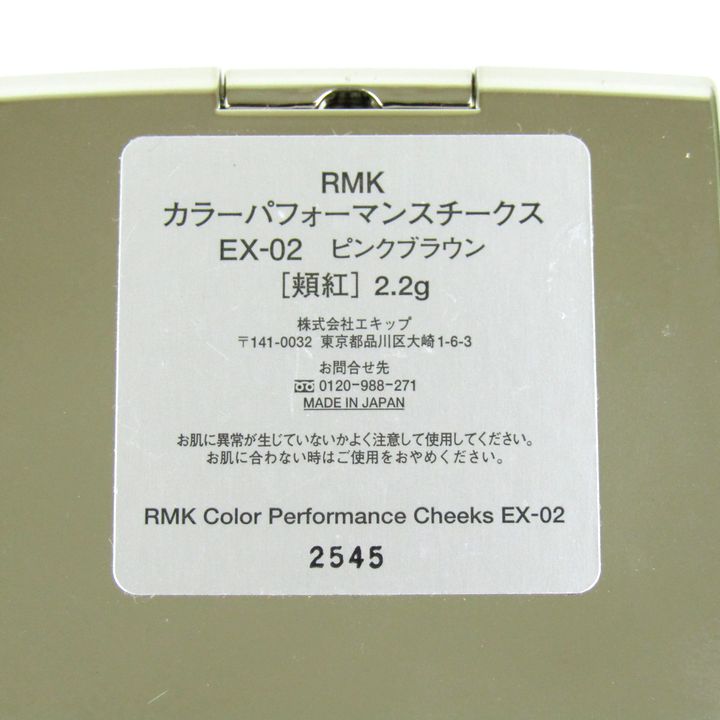 RMK
カラーパフォーマンスチークス
EX-02 ピンクブラウン
［頬紅］2.2g
株式会社エキップ
〒141-0032 東京都品川区大崎1-6-3
お問合せ先
0120-988-271
MADE IN JAPAN
お肌に異常が生じていないかよく注意して使用してください。
お肌に合わない時はご使用をおやめください。
RMK Color Performance Cheeks EX-02
2545